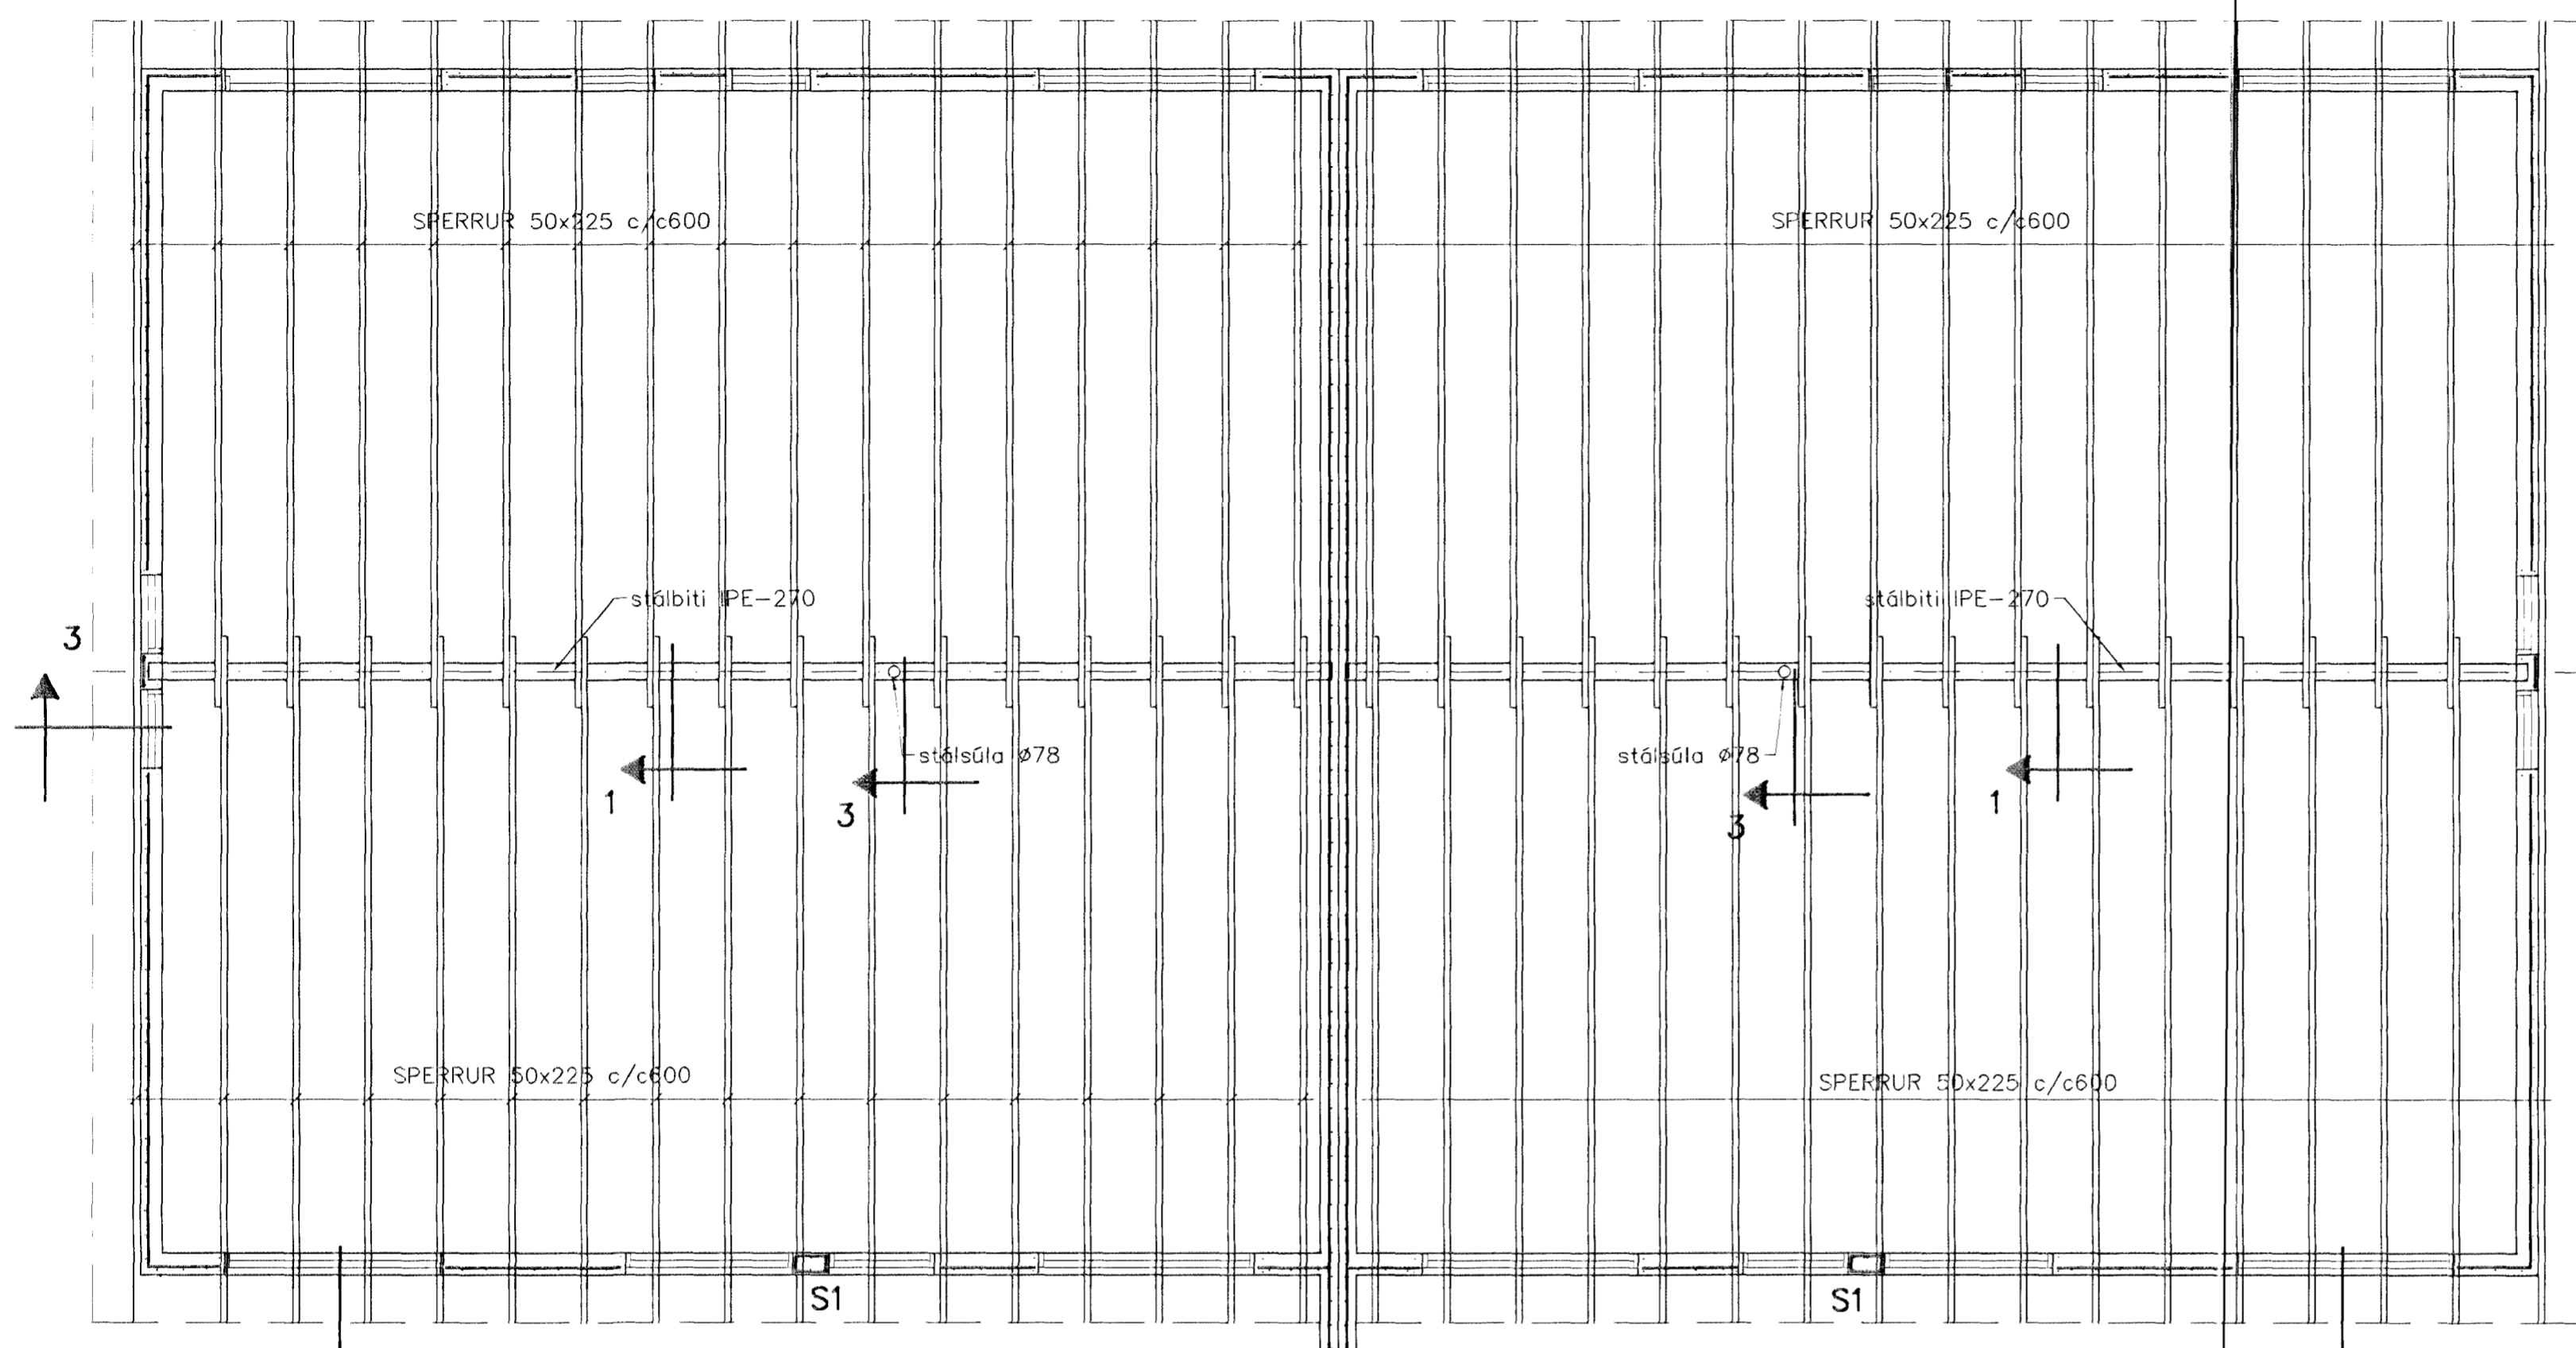 SPERRUR 50x225 c/c600
SPERRUR 50x225 c/c600
stálbiti IPE-270
stálbiti IPE-270
3
stálsúla ø78
stálsúla ø78
1
3
3
1
SPERRUR 50x225 c/c600
SPERRUR 50x225 c/c600
S1
S1